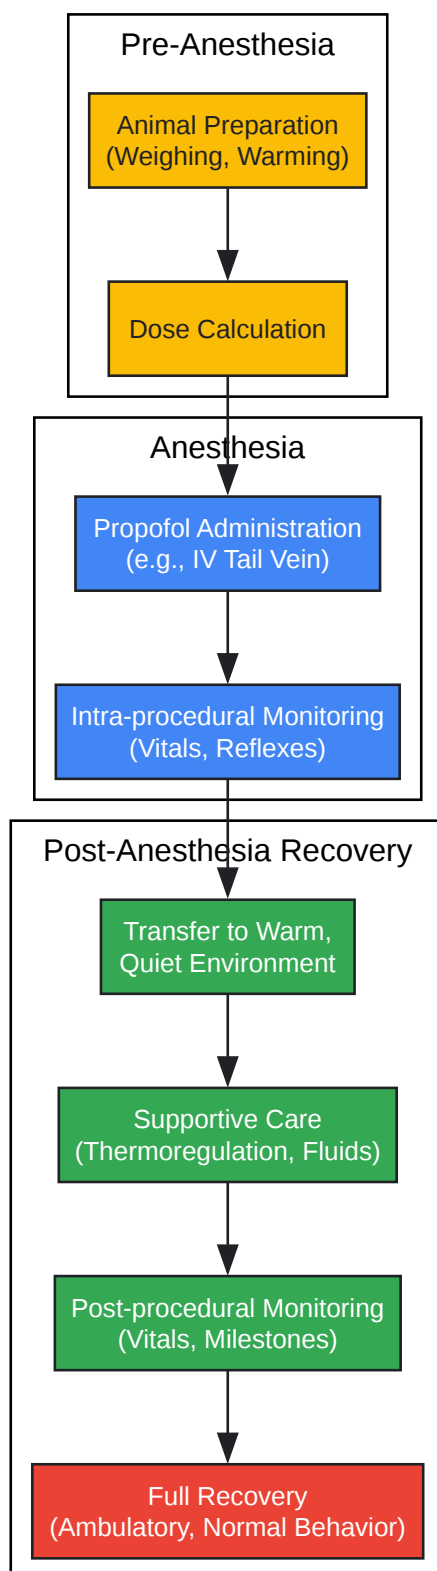 Pre-Anesthesia
Animal Preparation
(Weighing, Warming)
Dose Calculation
Anesthesia
Propofol Administration
(e.g., IV Tail Vein)
Intra-procedural Monitoring
(Vitals, Reflexes)
Post-Anesthesia Recovery
Transfer to Warm,
Quiet Environment
Supportive Care
(Thermoregulation, Fluids)
Post-procedural Monitoring
(Vitals, Milestones)
Full Recovery
(Ambulatory, Normal Behavior)